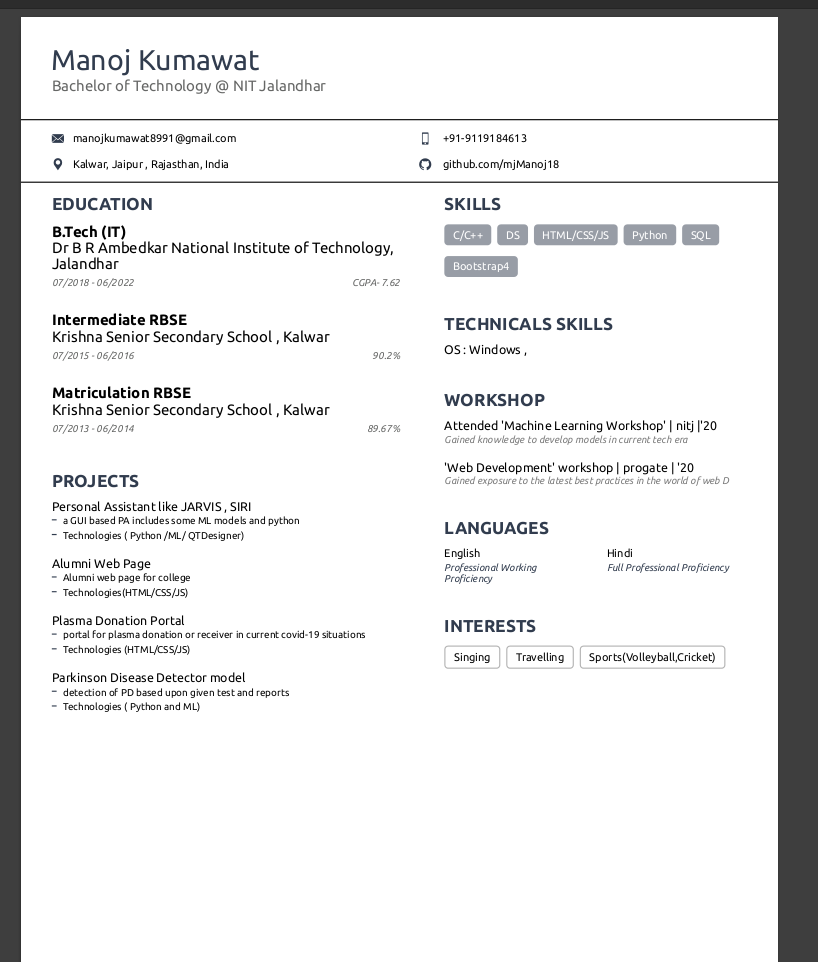 Manoj Kumawat
Bachelor of Technology @ NIT Jalandhar
manojkumawat8991@gmail.com
+91-9119184613
Kalwar, Jaipur , Rajasthan, India
github.com/mjManoj18
EDUCATION
B.Tech (IT)
Dr B R Ambedkar National Institute of Technology,
Jalandhar
07/2018 - 06/2022 CGPA- 7.62
Intermediate RBSE
Krishna Senior Secondary School , Kalwar
07/2015 - 06/2016 90.2%
Matriculation RBSE
Krishna Senior Secondary School , Kalwar
07/2013 - 06/2014 89.67%
PROJECTS
Personal Assistant like JARVIS , SIRI
– a GUI based PA includes some ML models and python
– Technologies ( Python /ML/ QTDesigner)
Alumni Web Page
– Alumni web page for college
– Technologies(HTML/CSS/JS)
Plasma Donation Portal
– portal for plasma donation or receiver in current covid-19 situations
– Technologies (HTML/CSS/JS)
Parkinson Disease Detector model
– detection of PD based upon given test and reports
– Technologies ( Python and ML)
SKILLS
C/C++ DS HTML/CSS/JS Python SQL
Bootstrap4
TECHNICALS SKILLS
OS : Windows ,
WORKSHOP
Attended 'Machine Learning Workshop' | nitj |'20
Gained knowledge to develop models in current tech era
'Web Development' workshop | progate | '20
Gained exposure to the latest best practices in the world of web D
LANGUAGES
English
Professional Working
Proficiency
Hindi
Full Professional Proficiency
INTERESTS
Singing Travelling Sports(Volleyball,Cricket)